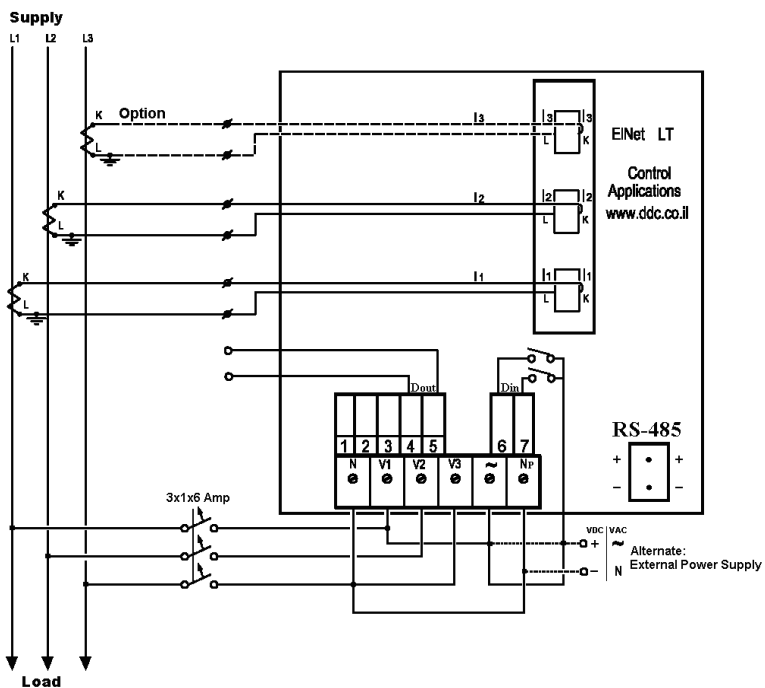 Supply
L1 L2 L3
K Option
I3
I3 I3
L K
L
ElNet LT
Control
Applications
www.ddc.co.il
K
I2
I2 I2
L K
L
K
I1
I1 I1
L K
L
Dout Din
1 2 3 4 5 6 7
N V1 V2 V3 ~ NP
RS-485
+ +
- -
3x1x6 Amp
VDC VAC
+ ~
Alternate:
- N External Power Supply
Load